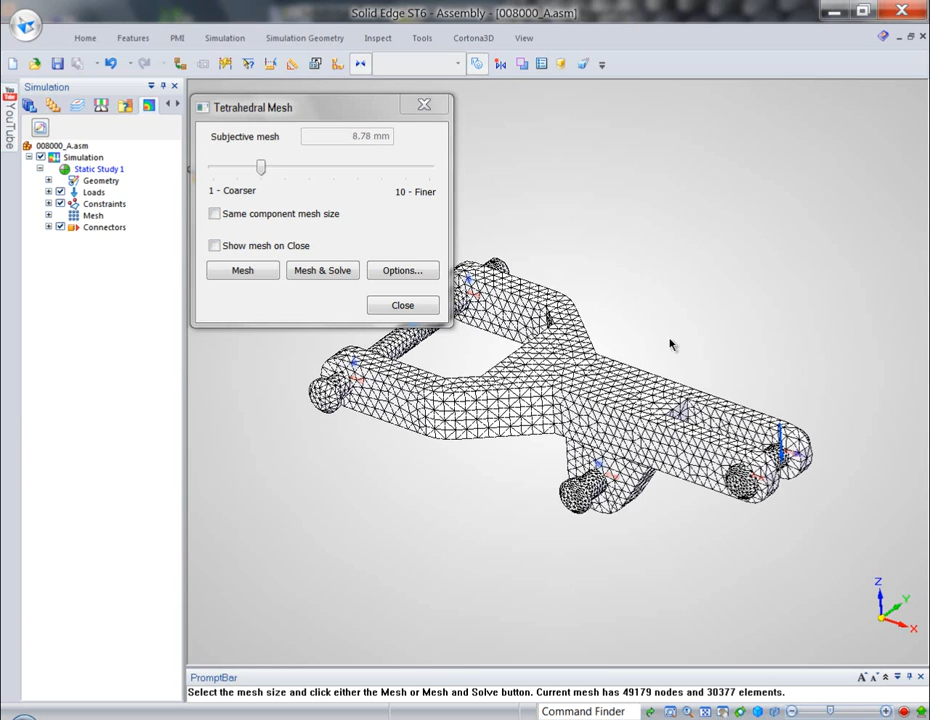 Solid Edge ST6 - Assembly - [008000_A.asm]
Home Features PMI Simulation Simulation Geometry Inspect Tools Cortona3D View
Simulation
YouTube
008000_A.asm
Simulation
Static Study 1
Geometry
Loads
Constraints
Mesh
Connectors
Tetrahedral Mesh
Subjective mesh 8.78 mm
1 - Coarser 10 - Finer
Same component mesh size
Show mesh on Close
Mesh Mesh & Solve Options...
Close
Z
Y
X
PromptBar
Select the mesh size and click either the Mesh or Mesh and Solve button. Current mesh has 49179 nodes and 30377 elements.
Command Finder